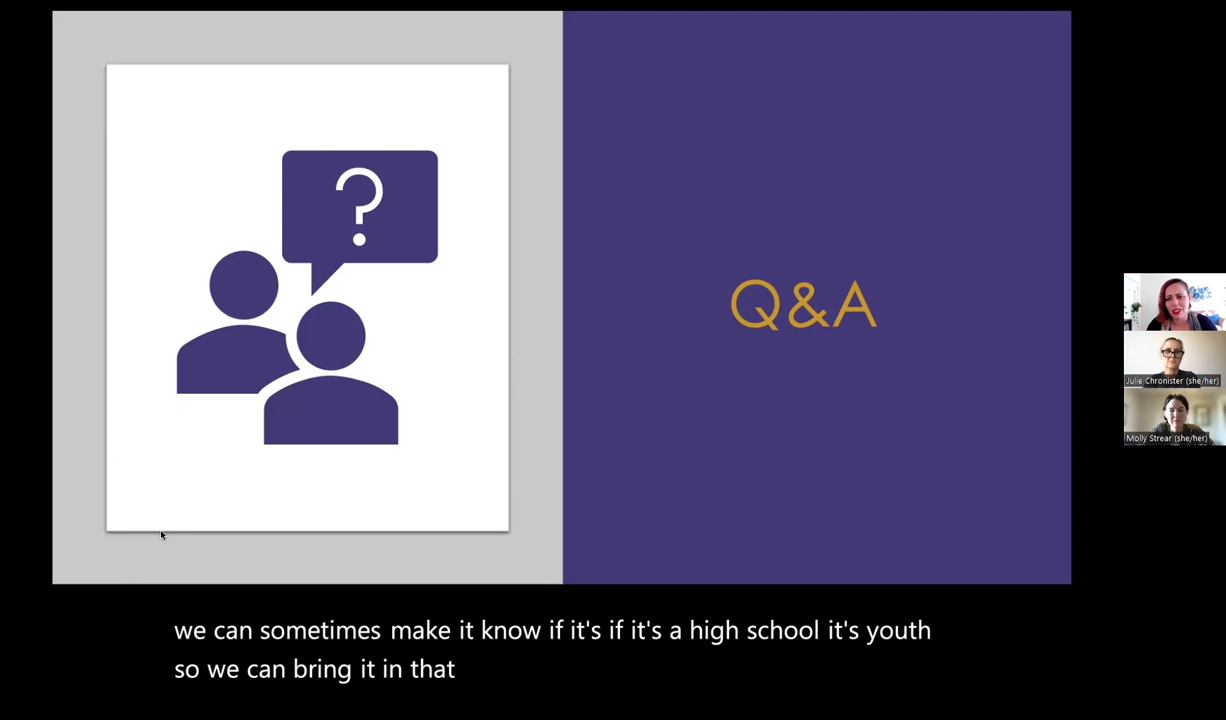 ?
Q&A
Julie Chronister (she/her)
Molly Strear (she/her)
we can sometimes make it know if it's if it's a high school it's youth
so we can bring it in that